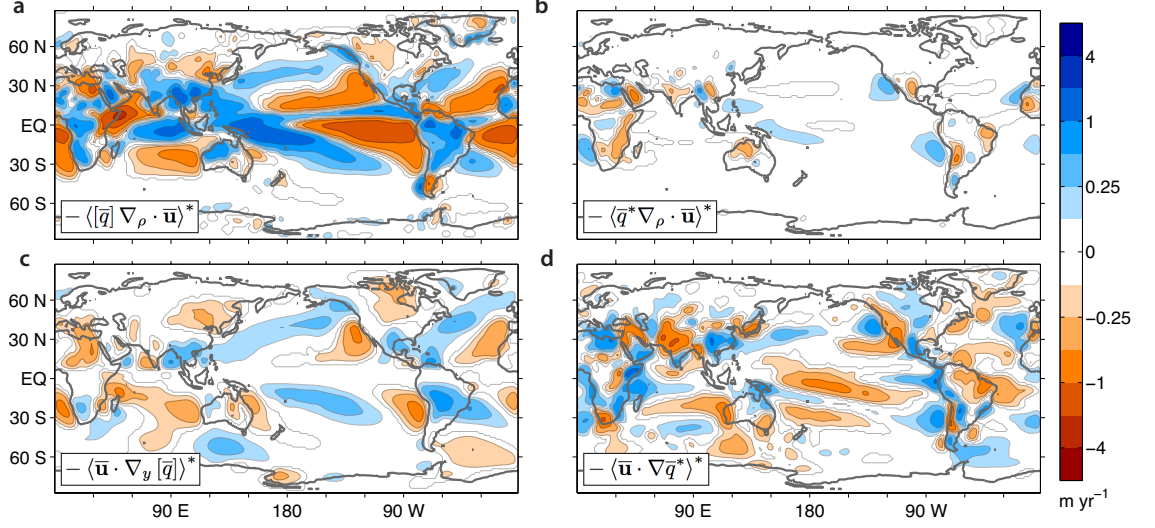 a
60 N
30 N
EQ
30 S
60 S
− ⟨[q̄] ∇ρ · ū⟩*
b
− ⟨q̄* ∇ρ · ū⟩*
4
1
0.25
0
-0.25
-1
-4
m yr⁻¹
c
60 N
30 N
EQ
30 S
60 S
− ⟨ū · ∇y [q̄]⟩*
90 E 180 90 W
d
− ⟨ū · ∇q̄*⟩*
90 E 180 90 W